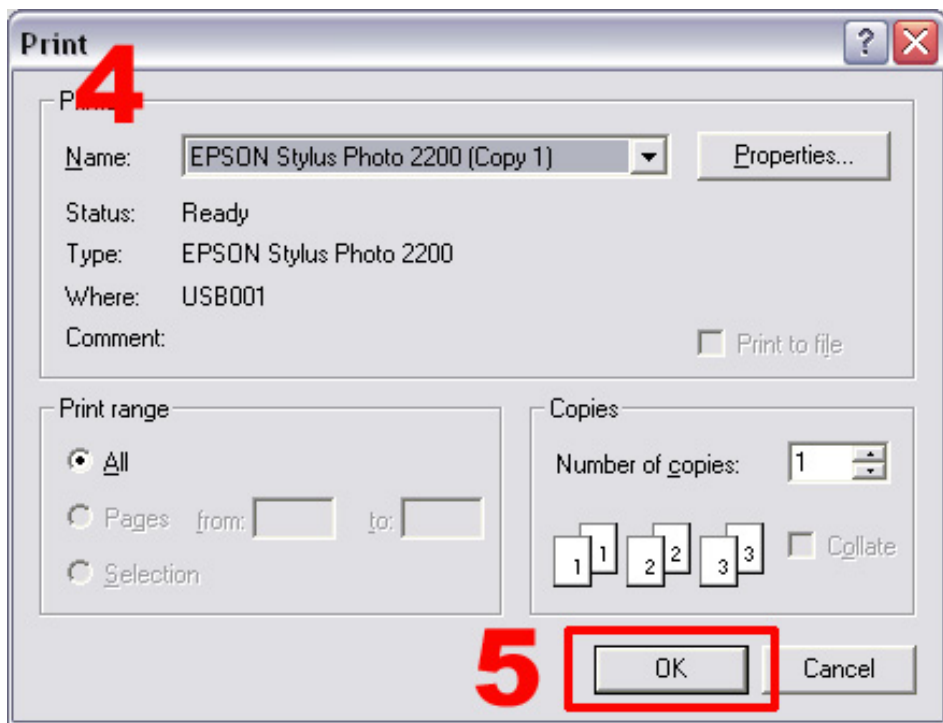 Print
4
Name: EPSON Stylus Photo 2200 (Copy 1) Properties...
Status: Ready
Type: EPSON Stylus Photo 2200
Where: USB001
Comment: Print to file
Print range
All
Pages from: to:
Selection
Copies
Number of copies: 1
1 1 2 2 3 3 Collate
5 OK Cancel